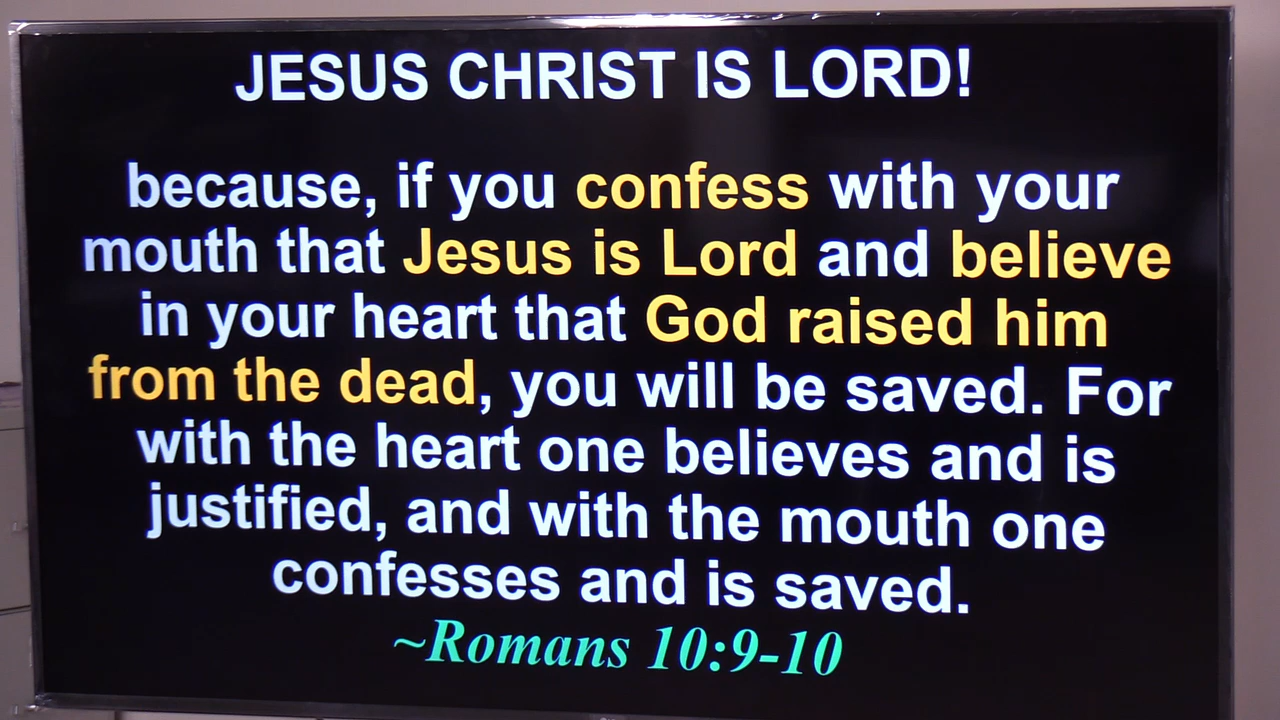 JESUS CHRIST IS LORD!
because, if you confess with your
mouth that Jesus is Lord and believe
in your heart that God raised him
from the dead, you will be saved. For
with the heart one believes and is
justified, and with the mouth one
confesses and is saved.
~Romans 10:9-10